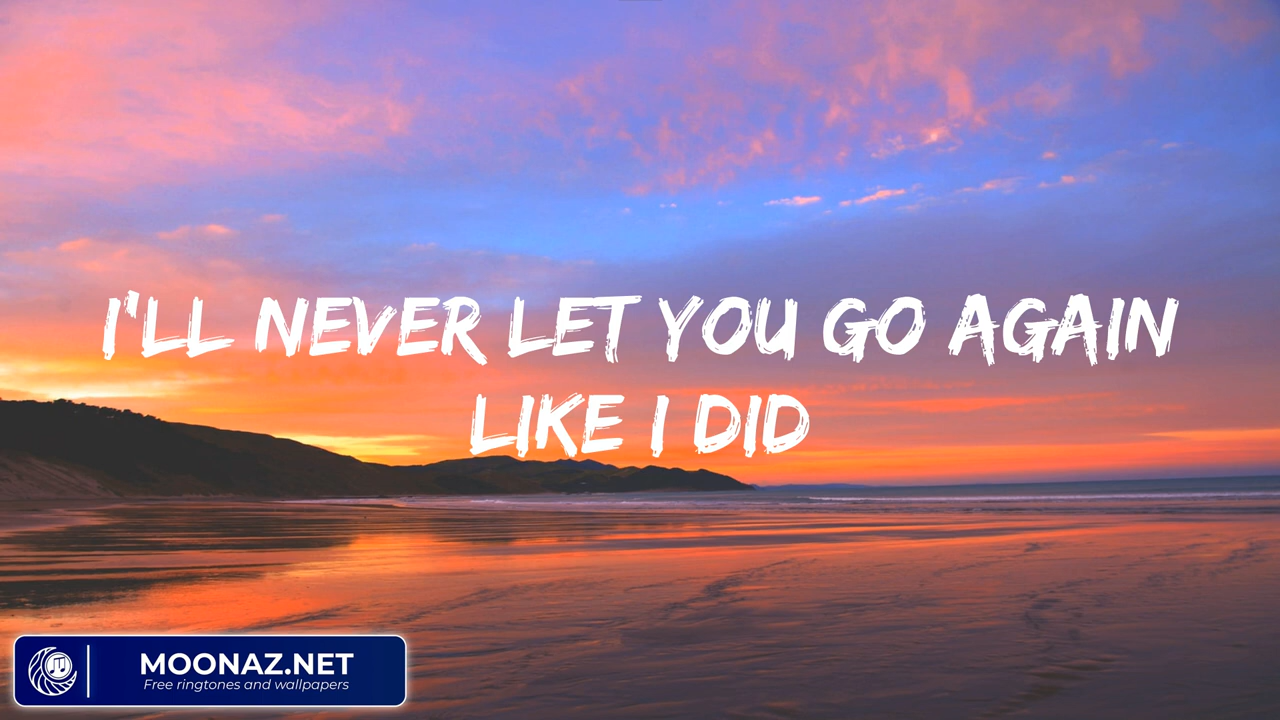 I'LL NEVER LET YOU GO AGAIN
LIKE I DID
MOONAZ.NET
Free ringtones and wallpapers